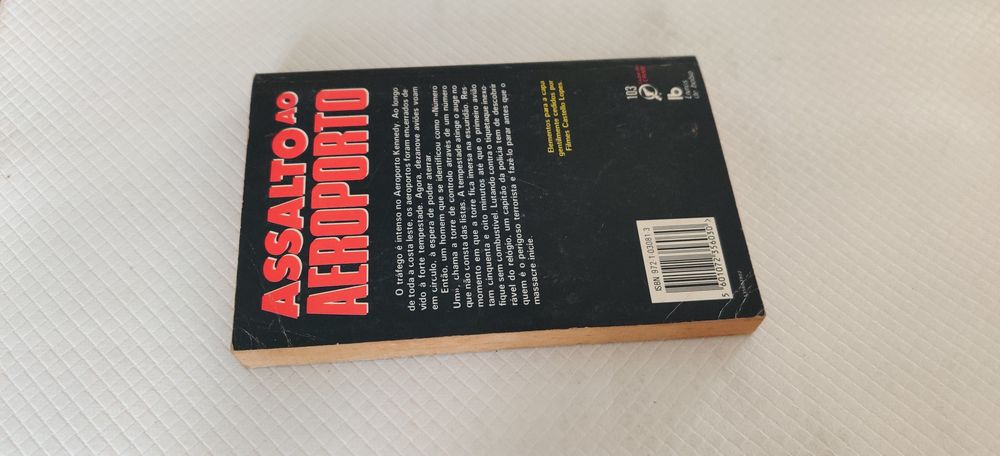 ASSALTO AO
AEROPORTO
O tráfego é intenso no Aeroporto Kennedy. Ao longo
de toda a costa leste, os aeroportos foram encerrados de
vido à forte tempestade. Agora, dezanove aviões voam
em círculo, à espera de poder aterrar.
Então, um homem que se identificou como «Número
Um», chama a torre de controlo através de um número
que não consta das listas. A tempestade atinge o auge no
momento em que a torre fica imersa na escuridão. Res
tam cinquenta e oito minutos até que o primeiro avião
fique sem combustível. Lutando contra o tiquetaque inexo-
rável do relógio, um capitão da polícia tem de descobrir
quem é o perigoso terrorista e fazê-lo parar antes que o
massacre inicie.
Elementos para a capa
gentilmente cedidos por
Filmes Castello Lopes.
103
lb
Livros
de bolso
ISBN 972-1-03081-3
5601072556030